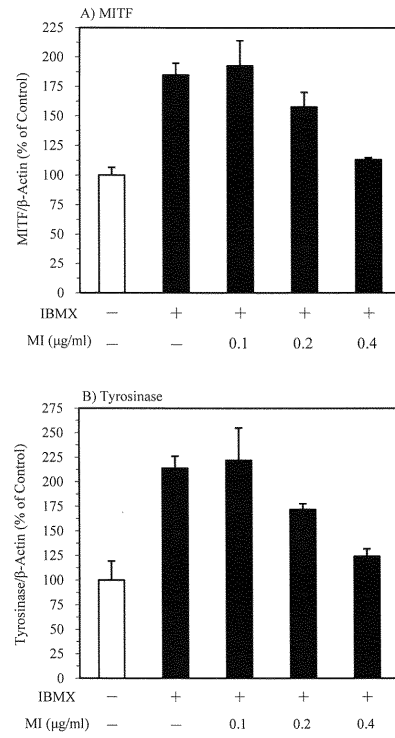 A) MITF
225
200
175
150
125
100
75
50
25
0
MITF/β-Actin (% of Control)
IBMX − + + + +
MI (μg/ml) − − 0.1 0.2 0.4
B) Tyrosinase
275
250
225
200
175
150
125
100
75
50
25
0
Tyrosinase/β-Actin (% of Control)
IBMX − + + + +
MI (μg/ml) − − 0.1 0.2 0.4